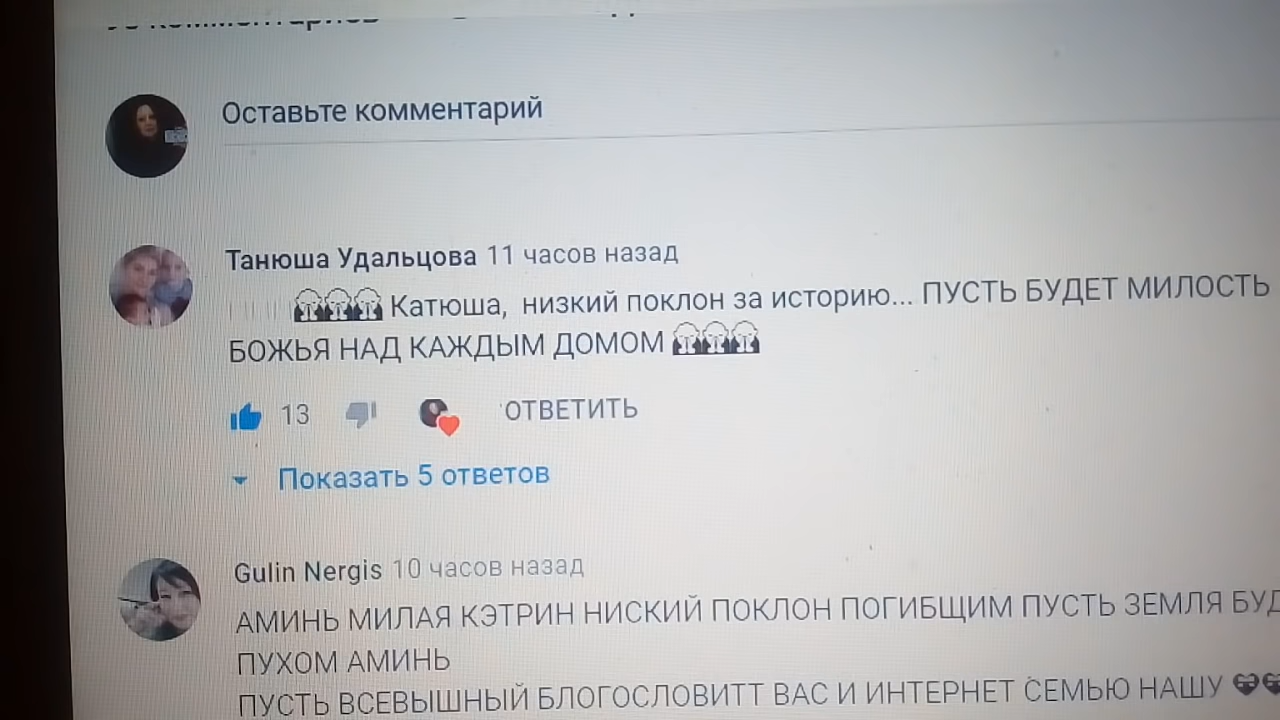 Оставьте комментарий
Танюша Удальцова 11 часов назад
Катюша, низкий поклон за историю... ПУСТЬ БУДЕТ МИЛОСТЬ
БОЖЬЯ НАД КАЖДЫМ ДОМОМ
13 ОТВЕТИТЬ
Показать 5 ответов
Gulin Nergis 10 часов назад
АМИНЬ МИЛАЯ КЭТРИН НИСКИЙ ПОКЛОН ПОГИБЩИМ ПУСТЬ ЗЕМЛЯ
ПУХОМ АМИНЬ
ПУСТЬ ВСЕВЫШНЫЙ БЛОГОСЛОВИТТ ВАС И ИНТЕРНЕТ СЕМЬЮ НАШУ